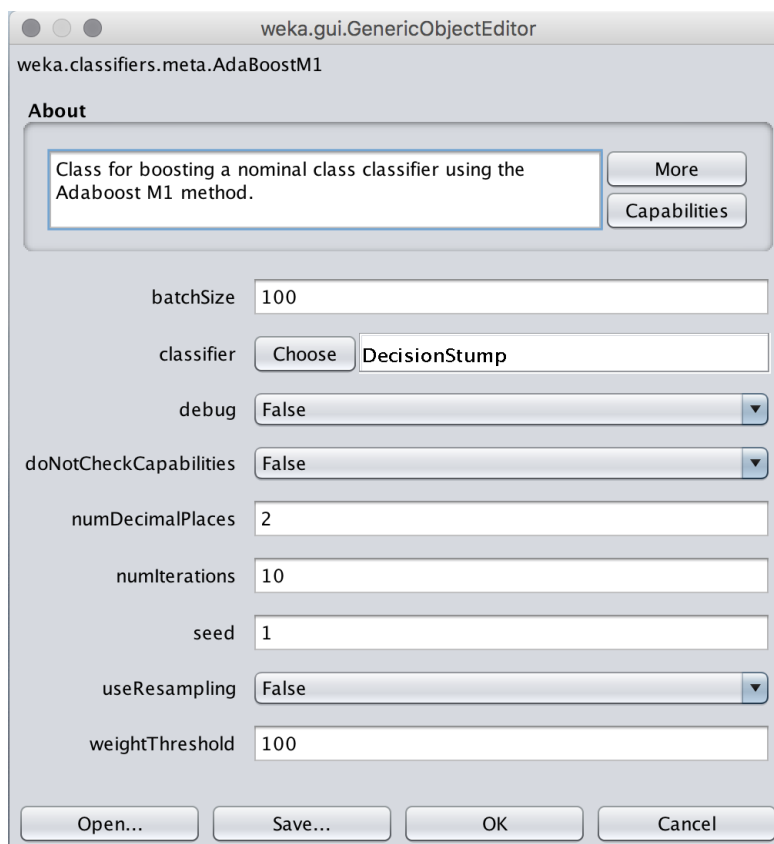 weka.gui.GenericObjectEditor
weka.classifiers.meta.AdaBoostM1
About
Class for boosting a nominal class classifier using the
Adaboost M1 method.
More
Capabilities
batchSize 100
classifier Choose DecisionStump
debug False
doNotCheckCapabilities False
numDecimalPlaces 2
numIterations 10
seed 1
useResampling False
weightThreshold 100
Open... Save... OK Cancel